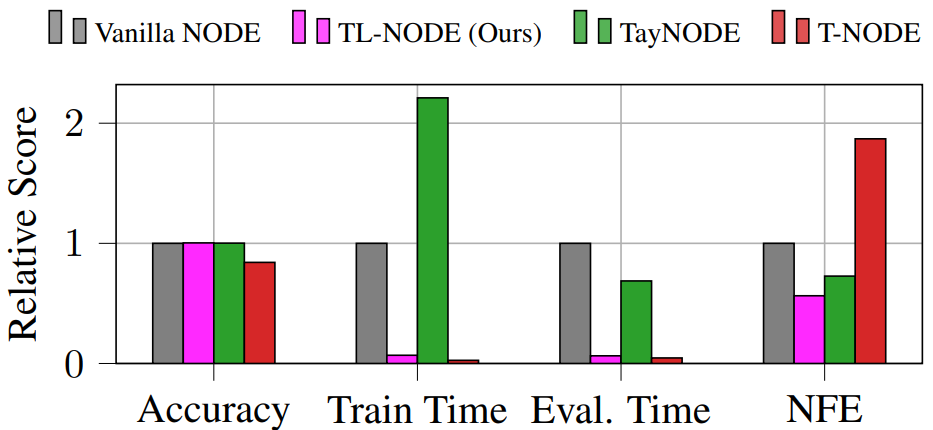 Vanilla NODE TL-NODE (Ours) TayNODE T-NODE
Relative Score
2
1
0
Accuracy Train Time Eval. Time NFE